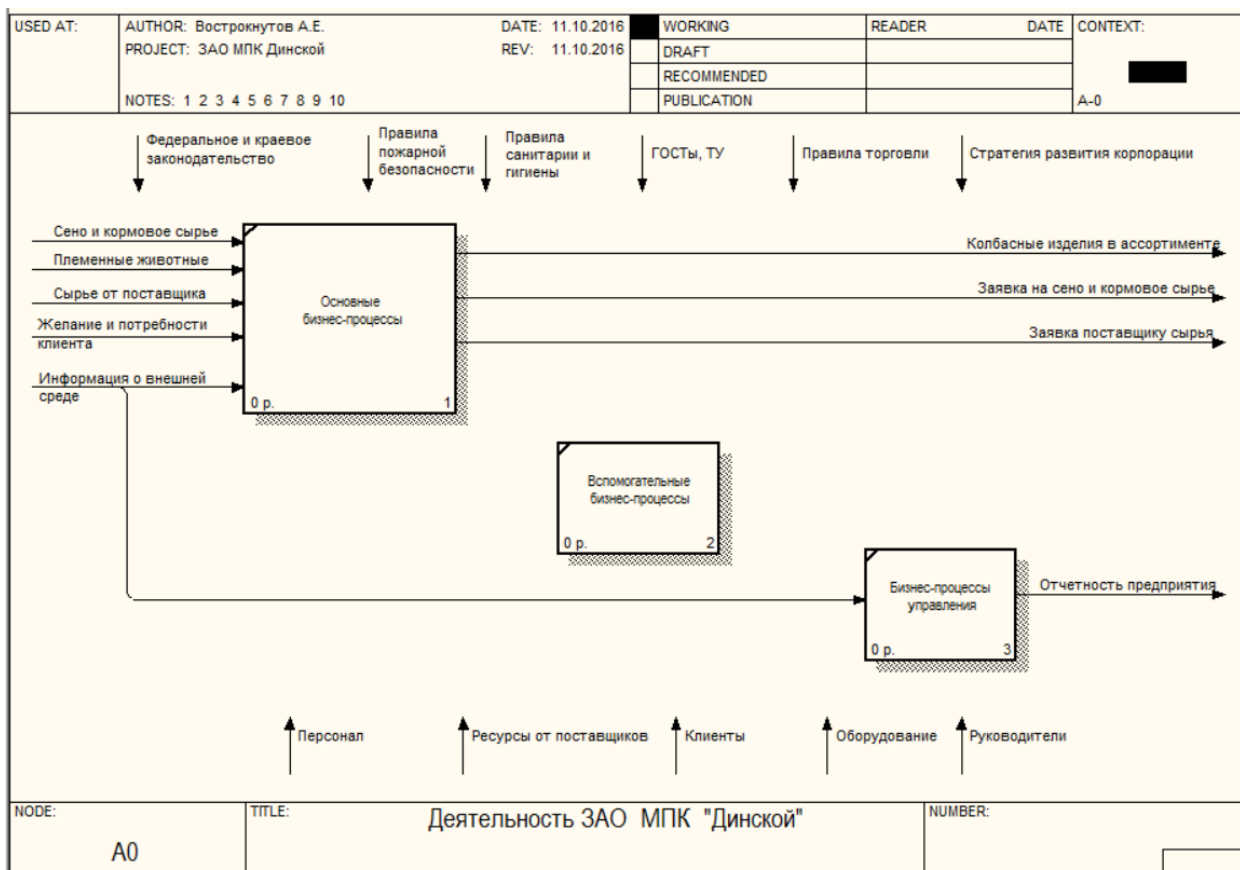 USED AT:
AUTHOR: Вострокнутов А.Е.
DATE: 11.10.2016
PROJECT: ЗАО МПК Динской
REV: 11.10.2016
NOTES: 1 2 3 4 5 6 7 8 9 10
WORKING
DRAFT
RECOMMENDED
PUBLICATION
READER
DATE
CONTEXT:
A-0
Федеральное и краевое
законодательство
Правила
пожарной
безопасности
Правила
санитарии и
гигиены
ГОСТы, ТУ
Правила торговли
Стратегия развития корпорации
Сено и кормовое сырье
Племенные животные
Сырье от поставщика
Желание и потребности
клиента
Информация о внешней
среде
Основные
бизнес-процессы
0 р.
1
Колбасные изделия в ассортименте
Заявка на сено и кормовое сырье
Заявка поставщику сырья
Вспомогательные
бизнес-процессы
0 р.
2
Бизнес-процессы
управления
0 р.
3
Отчетность предприятия
Персонал
Ресурсы от поставщиков
Клиенты
Оборудование
Руководители
NODE:
A0
TITLE:
Деятельность ЗАО МПК "Динской"
NUMBER: